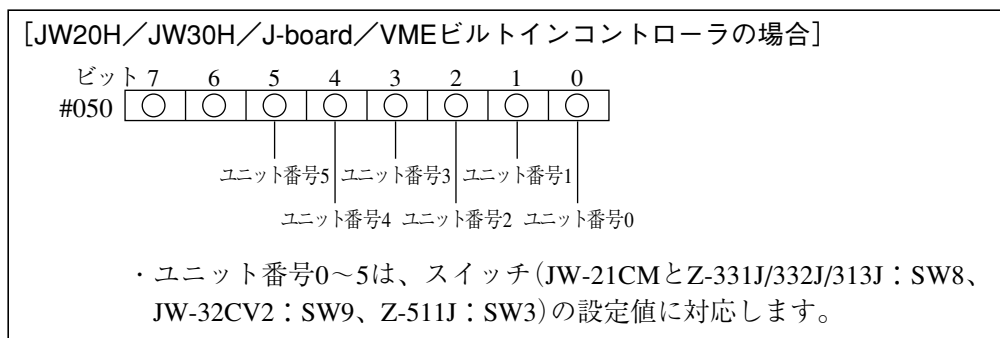 [JW20H／JW30H／J-board／VMEビルトインコントローラの場合]
ビット 7 6 5 4 3 2 1 0
#050 ○ ○ ○ ○ ○ ○ ○ ○
ユニット番号5 ユニット番号3 ユニット番号1
ユニット番号4 ユニット番号2 ユニット番号0
・ユニット番号0～5は、スイッチ(JW-21CMとZ-331J/332J/313J：SW8、
JW-32CV2：SW9、Z-511J：SW3)の設定値に対応します。